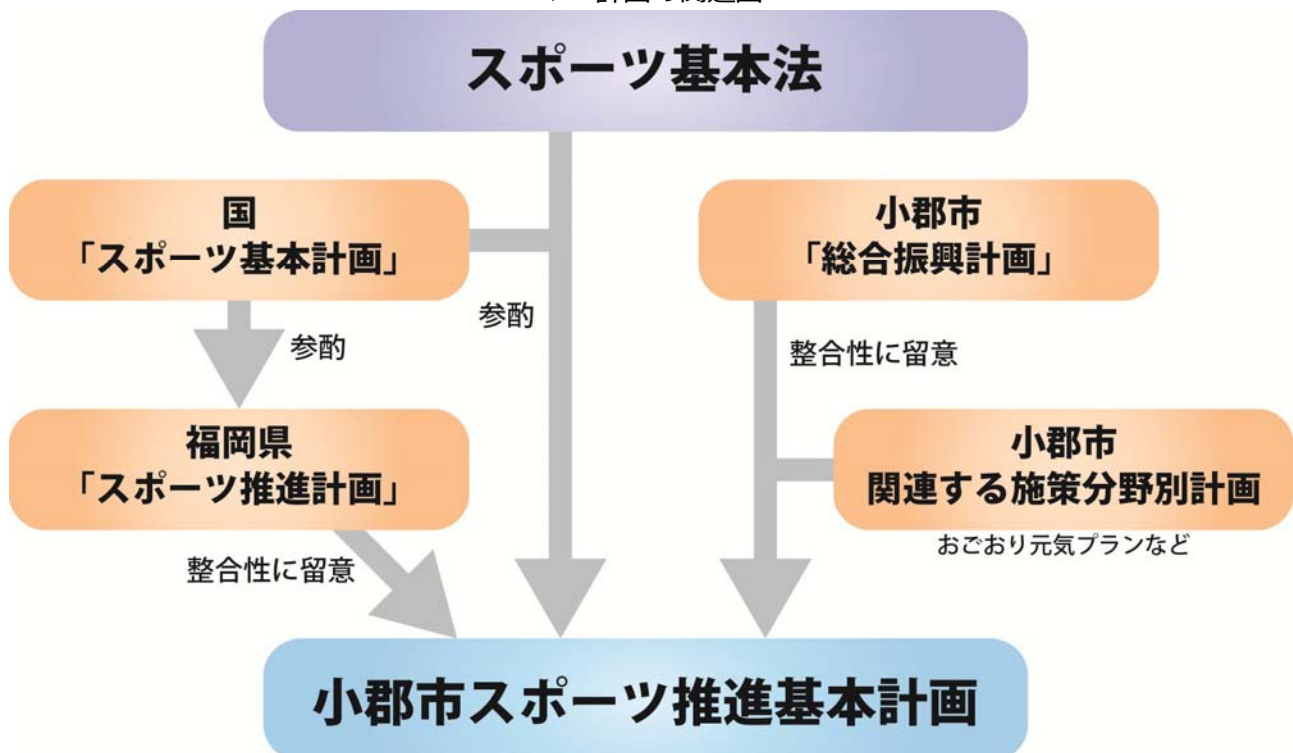 スポーツ基本法
国
「スポーツ基本計画」
小郡市
「総合振興計画」
参酌
参酌
整合性に留意
福岡県
「スポーツ推進計画」
小郡市
関連する施策分野別計画
おごおり元気プランなど
整合性に留意
小郡市スポーツ推進基本計画